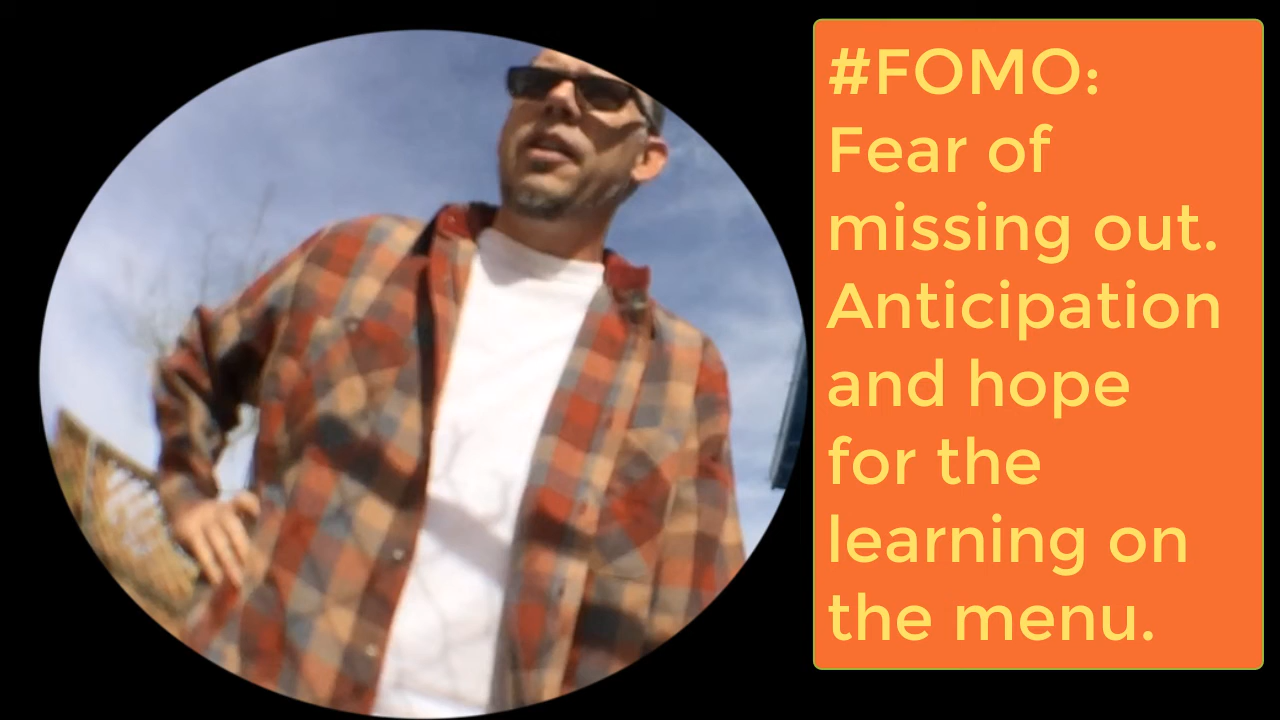 #FOMO:
Fear of
missing out.
Anticipation
and hope
for the
learning on
the menu.